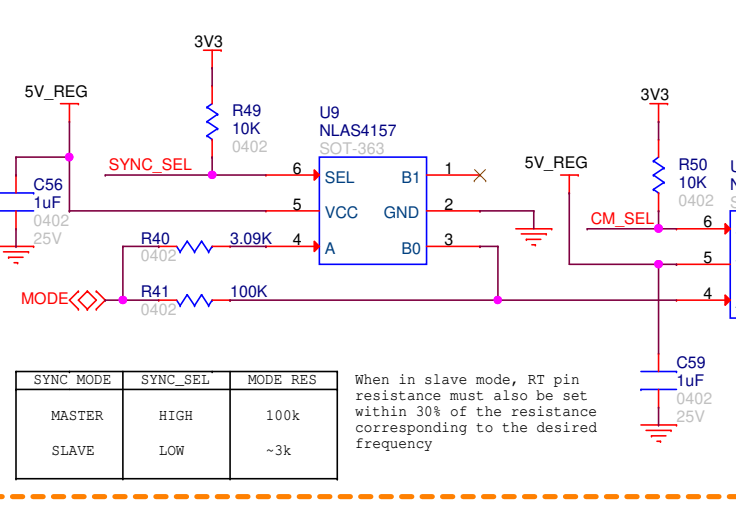 3V3
5V_REG
R49
10K
0402
U9
NLAS4157
SOT-363
SYNC_SEL
6
SEL
B1
1
C56
1uF
0402
25V
5
VCC
GND
2
R40
0402
3.09K
4
A
B0
3
MODE
R41
0402
100K
3V3
5V_REG
R50
10K
0402
CM_SEL
6
5
4
C59
1uF
0402
25V
SYNC MODE SYNC_SEL MODE RES
MASTER HIGH 100k
SLAVE LOW ~3k
When in slave mode, RT pin
resistance must also be set
within 30% of the resistance
corresponding to the desired
frequency